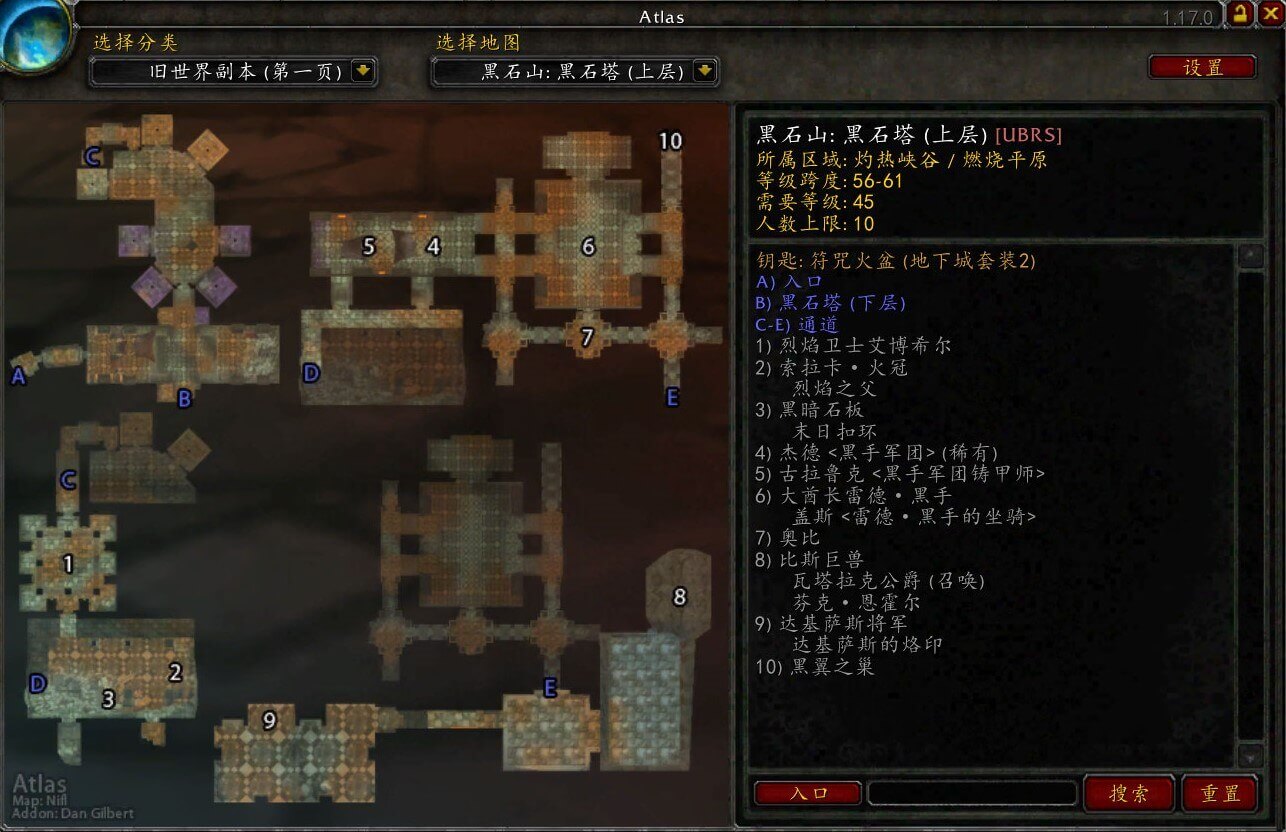 Atlas
1.17.0
选择分类
选择地图
旧世界副本 (第一页)
黑石山: 黑石塔 (上层)
设置
黑石山: 黑石塔 (上层) [UBRS]
所属区域: 灼热峡谷 / 燃烧平原
等级跨度: 56-61
需要等级: 45
人数上限: 10
钥匙: 符咒火盆 (地下城套装2)
A) 入口
B) 黑石塔 (下层)
C-E) 通道
1) 烈焰卫士艾博希尔
2) 索拉卡·火冠
烈焰之父
3) 黑暗石板
末日扣环
4) 杰德 <黑手军团> (稀有)
5) 古拉鲁克 <黑手军团铸甲师>
6) 大酋长雷德·黑手
盖斯 <雷德·黑手的坐骑>
7) 奥比
8) 比斯巨兽
瓦塔拉克公爵 (召唤)
芬克·恩霍尔
9) 达基萨斯将军
达基萨斯的烙印
10) 黑翼之巢
入口
搜索
重置
C
10
5
4
6
7
A
B
D
E
C
1
8
2
D
3
E
9
Atlas
Map: Nifl
Addon: Dan Gilbert